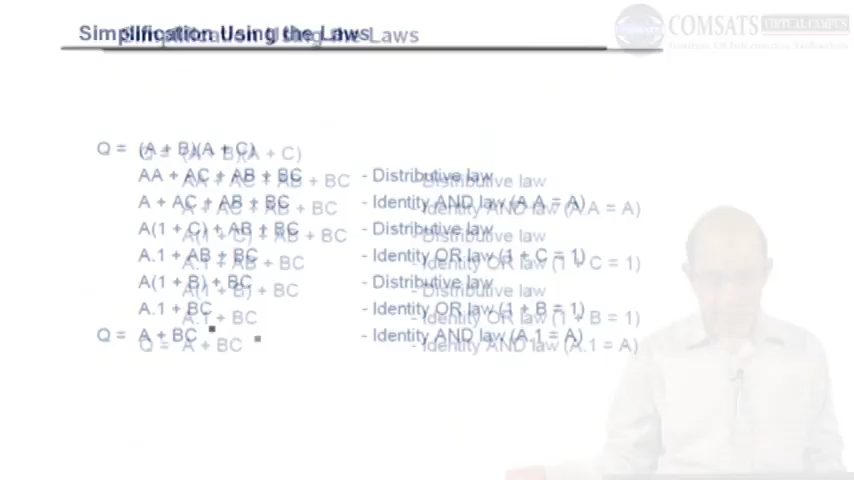 Simplification Using the Laws
COMSATS VIRTUAL CAMPUS
Q = (A + B)(A + C)
AA + AC + AB + BC - Distributive law
A + AC + AB + BC - Identity AND law (A.A = A)
A(1 + C) + AB + BC - Distributive law
A.1 + AB + BC - Identity OR law (1 + C = 1)
A(1 + B) + BC - Distributive law
A.1 + BC - Identity OR law (1 + B = 1)
Q = A + BC - Identity AND law (A.1 = A)